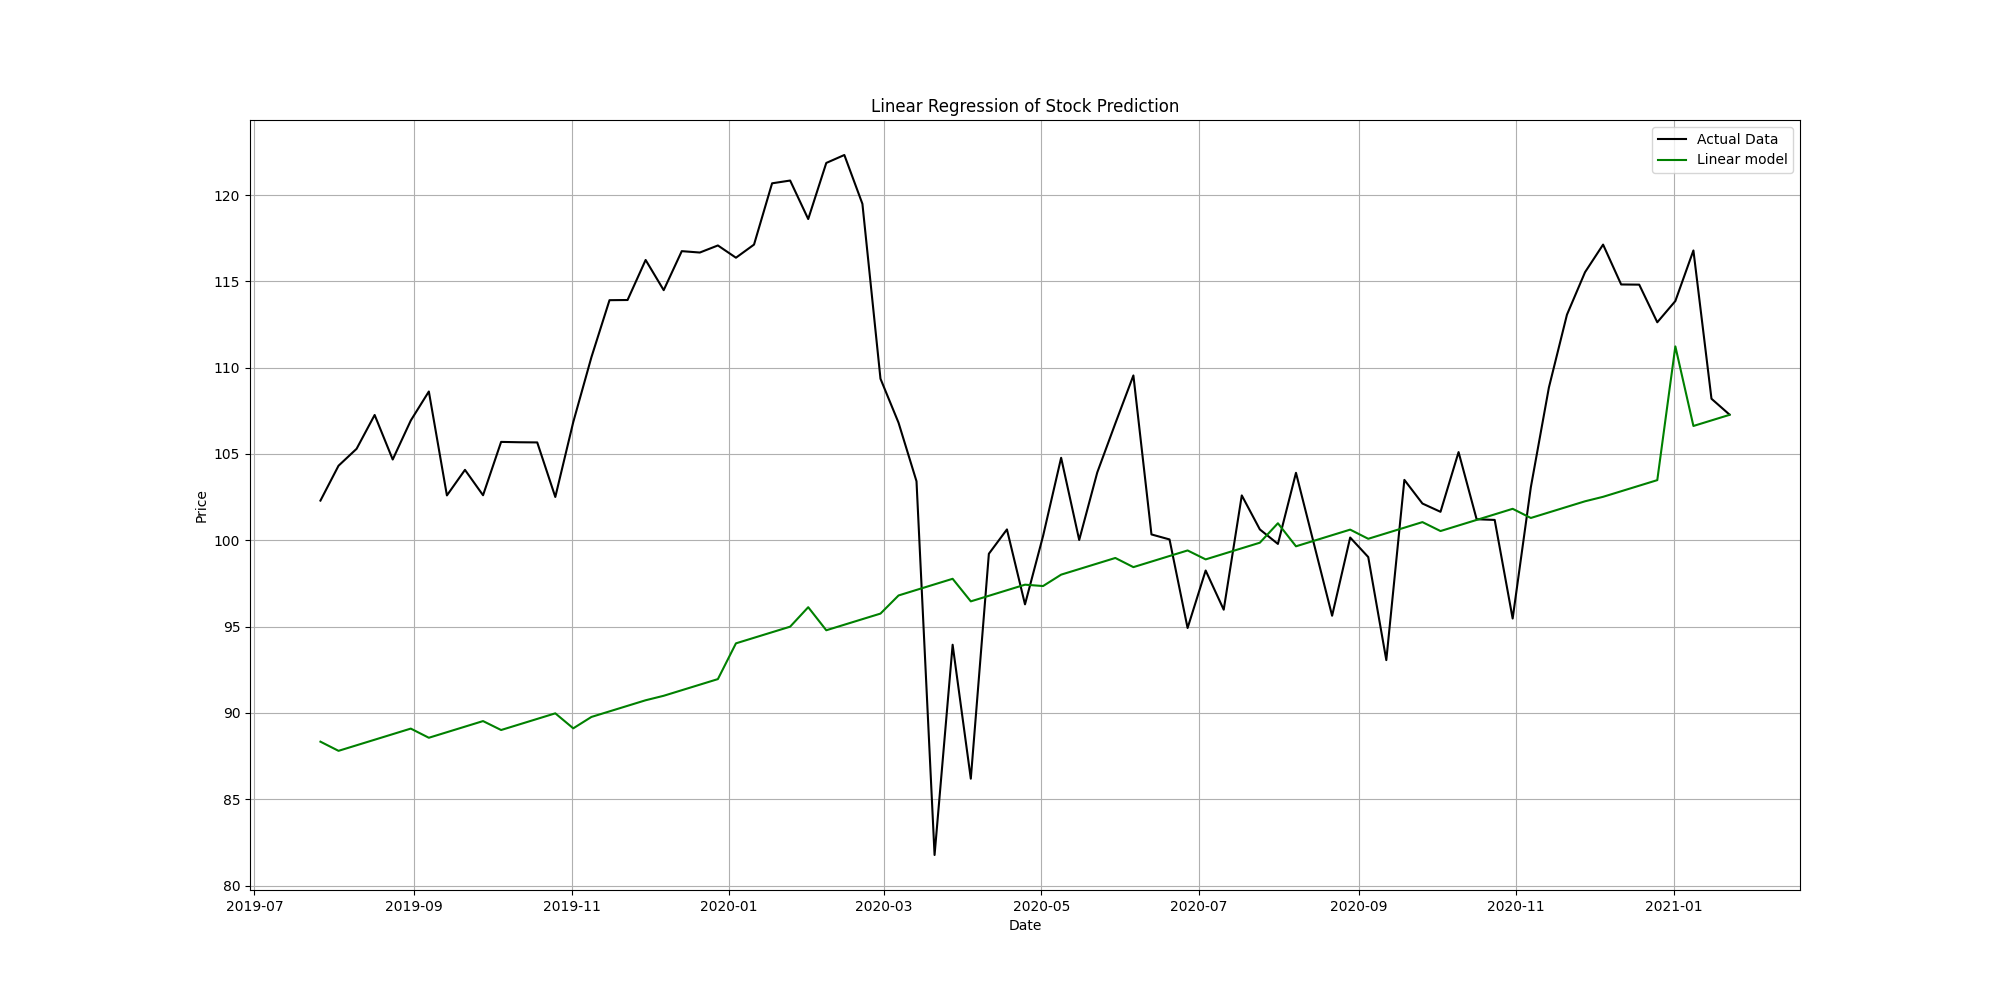 Linear Regression of Stock Prediction
Actual Data
Linear model
120
115
110
105
100
95
90
85
80
Price
2019-07 2019-09 2019-11 2020-01 2020-03 2020-05 2020-07 2020-09 2020-11 2021-01
Date